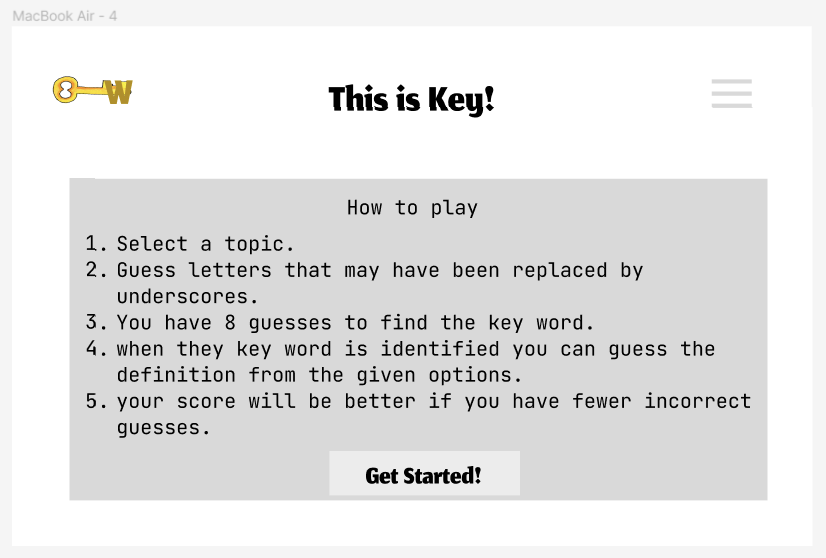 MacBook Air - 4
W
This is Key!
How to play
1. Select a topic.
2. Guess letters that may have been replaced by
underscores.
3. You have 8 guesses to find the key word.
4. when they key word is identified you can guess the
definition from the given options.
5. your score will be better if you have fewer incorrect
guesses.
Get Started!